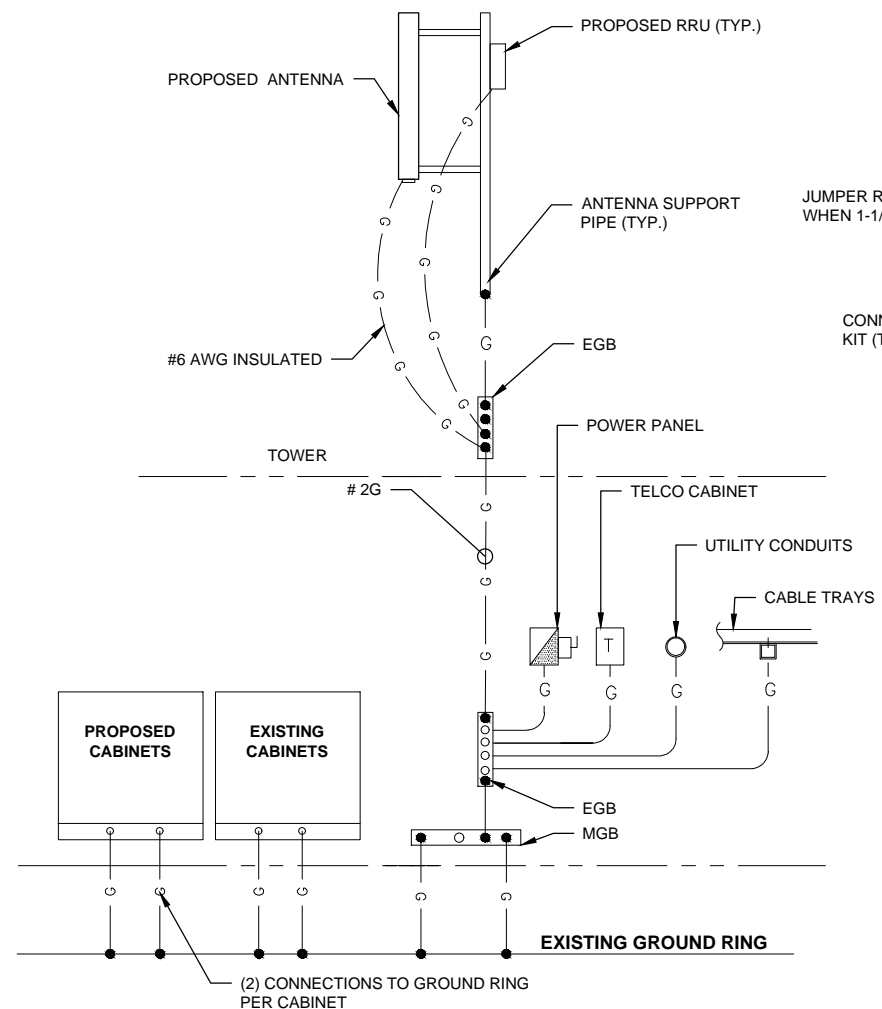 PROPOSED RRU (TYP.)
PROPOSED ANTENNA
G
G
G
ANTENNA SUPPORT
PIPE (TYP.)
JUMPER R
WHEN 1-1/
G
G
G
G
G
#6 AWG INSULATED
G
EGB
CONN
KIT (T
G
G
G
POWER PANEL
TOWER
# 2G
G
TELCO CABINET
UTILITY CONDUITS
G
CABLE TRAYS
T
G
G
G
G
G
PROPOSED
CABINETS
EXISTING
CABINETS
EGB
MGB
G
G
G
G
G
G
EXISTING GROUND RING
(2) CONNECTIONS TO GROUND RING
PER CABINET